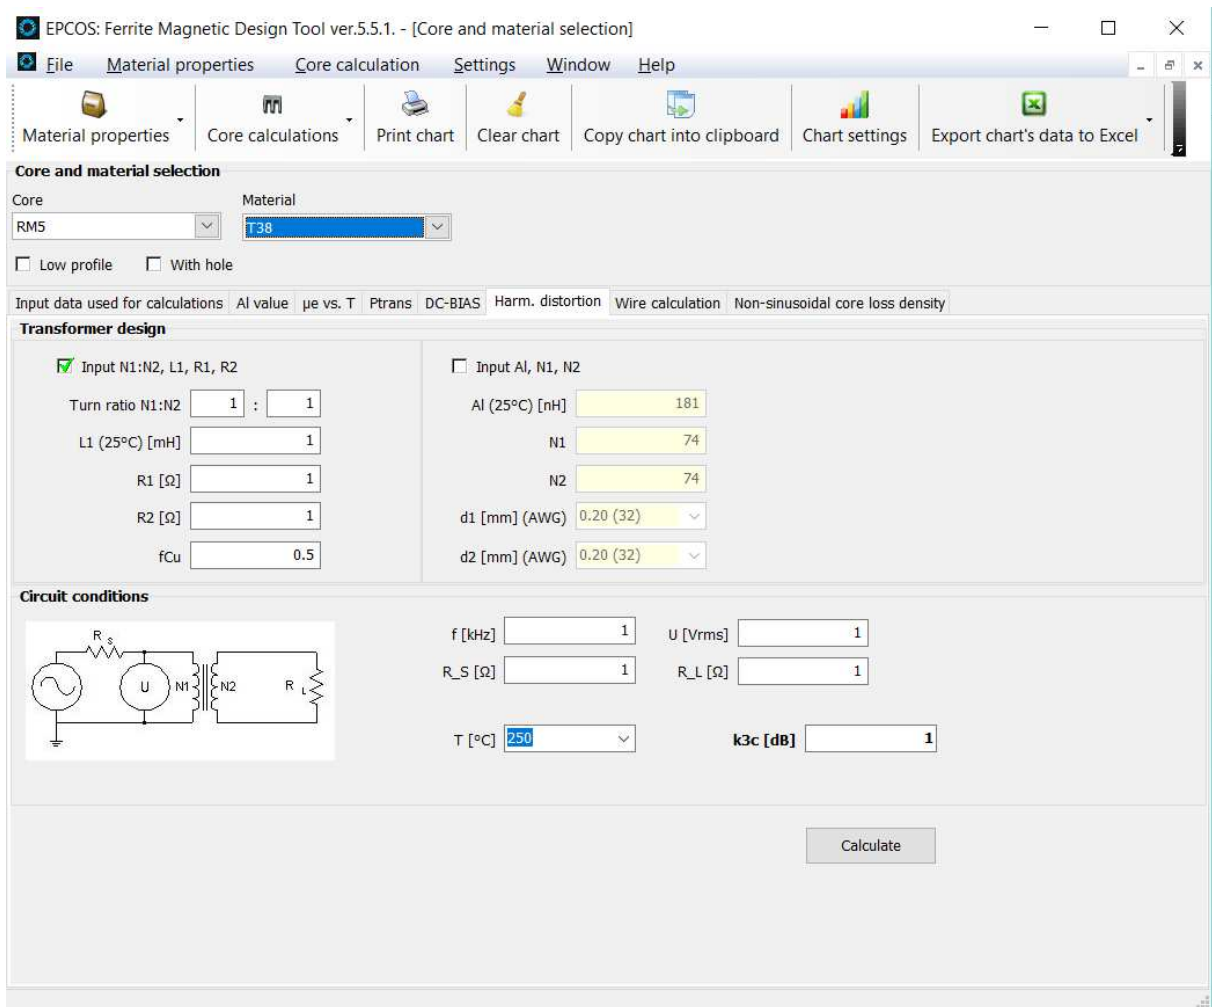 EPCOS: Ferrite Magnetic Design Tool ver.5.5.1. - [Core and material selection]
File Material properties Core calculation Settings Window Help
Material properties Core calculations Print chart Clear chart Copy chart into clipboard Chart settings Export chart's data to Excel
Core and material selection
Core Material
RM5 T38
Low profile With hole
Input data used for calculations Al value µe vs. T Ptrans DC-BIAS Harm. distortion Wire calculation Non-sinusoidal core loss density
Transformer design
Input N1:N2, L1, R1, R2 Input Al, N1, N2
Turn ratio N1:N2 1 : 1 Al (25ºC) [nH] 181
L1 (25ºC) [mH] 1 N1 74
R1 [Ω] 1 N2 74
R2 [Ω] 1 d1 [mm] (AWG) 0.20 (32)
fCu 0.5 d2 [mm] (AWG) 0.20 (32)
Circuit conditions
R S U N1 N2 R L
f [kHz] 1 U [Vrms] 1
R_S [Ω] 1 R_L [Ω] 1
T [ºC] 250 k3c [dB] 1
Calculate